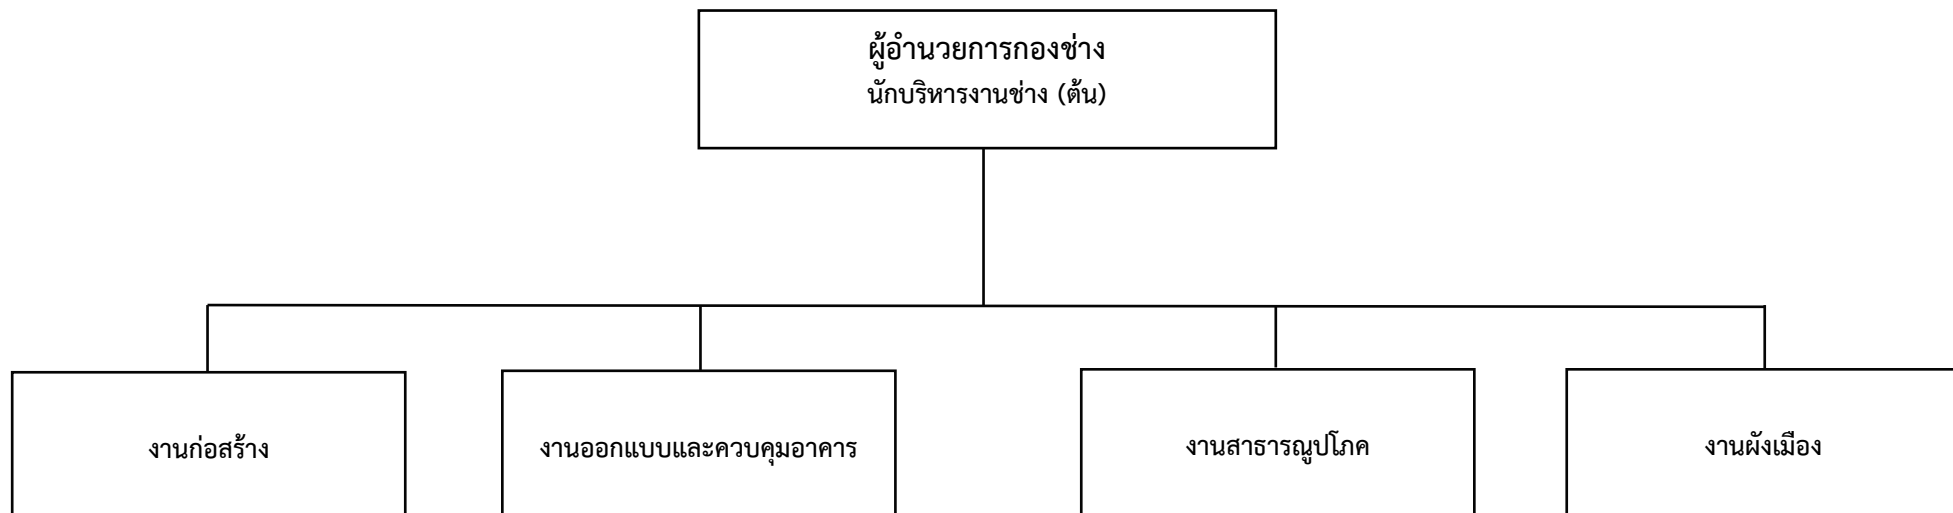 ผู้อำนวยการกองช่าง
นักบริหารงานช่าง (ต้น)
งานก่อสร้าง
งานออกแบบและควบคุมอาคาร
งานสาธารณูปโภค
งานผังเมือง